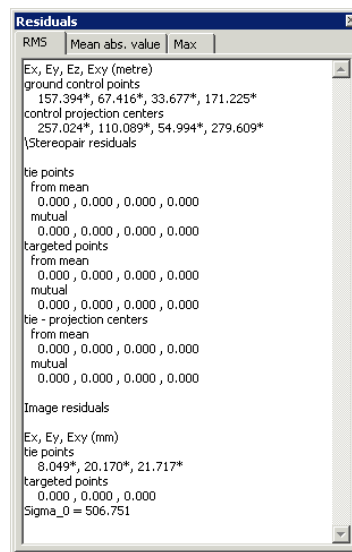 Residuals
RMS Mean abs. value Max
Ex, Ey, Ez, Exy (metre)
ground control points
157.394*, 67.416*, 33.677*, 171.225*
control projection centers
257.024*, 110.089*, 54.994*, 279.609*
\Stereopair residuals
tie points
from mean
0.000 , 0.000 , 0.000 , 0.000
mutual
0.000 , 0.000 , 0.000 , 0.000
targeted points
from mean
0.000 , 0.000 , 0.000 , 0.000
mutual
0.000 , 0.000 , 0.000 , 0.000
tie - projection centers
from mean
0.000 , 0.000 , 0.000 , 0.000
mutual
0.000 , 0.000 , 0.000 , 0.000
Image residuals
Ex, Ey, Exy (mm)
tie points
8.049*, 20.170*, 21.717*
targeted points
0.000 , 0.000 , 0.000
Sigma_0 = 506.751